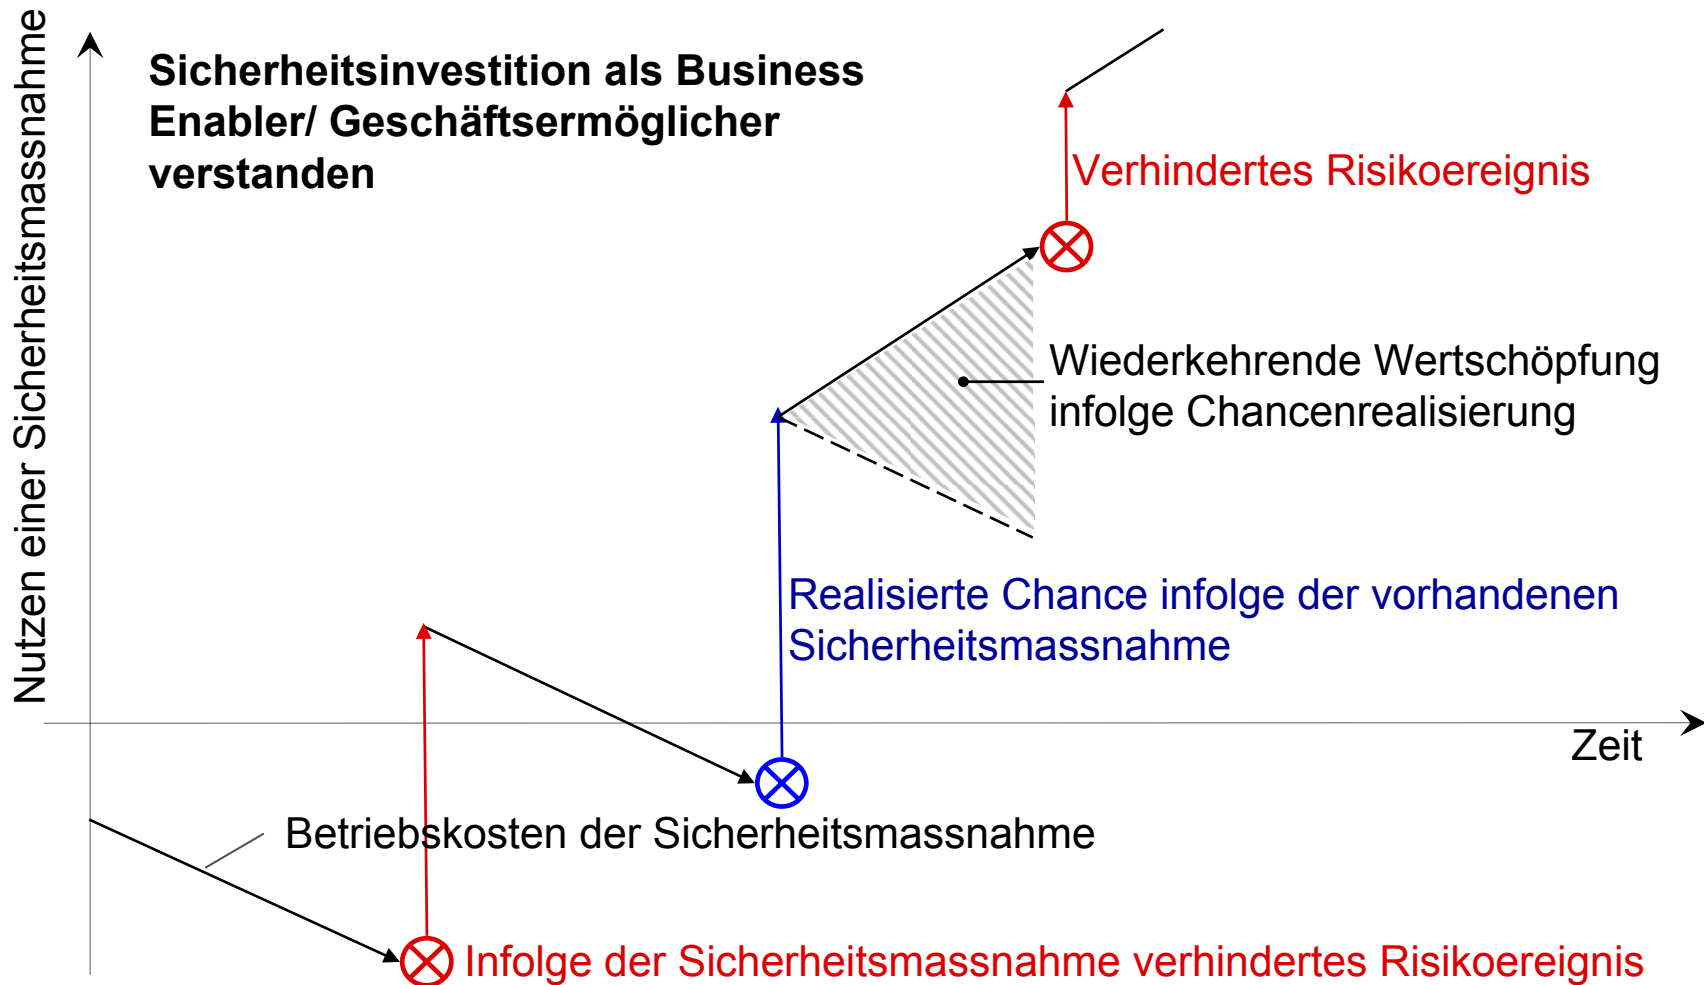 Nutzen einer Sicherheitsmassnahme
Sicherheitsinvestition als Business
Enabler/ Geschäftsermöglicher
verstanden
Verhindertes Risikoereignis
Wiederkehrende Wertschöpfung
infolge Chancenrealisierung
Realisierte Chance infolge der vorhandenen
Sicherheitsmassnahme
Zeit
Betriebskosten der Sicherheitsmassnahme
Infolge der Sicherheitsmassnahme verhindertes Risikoereignis